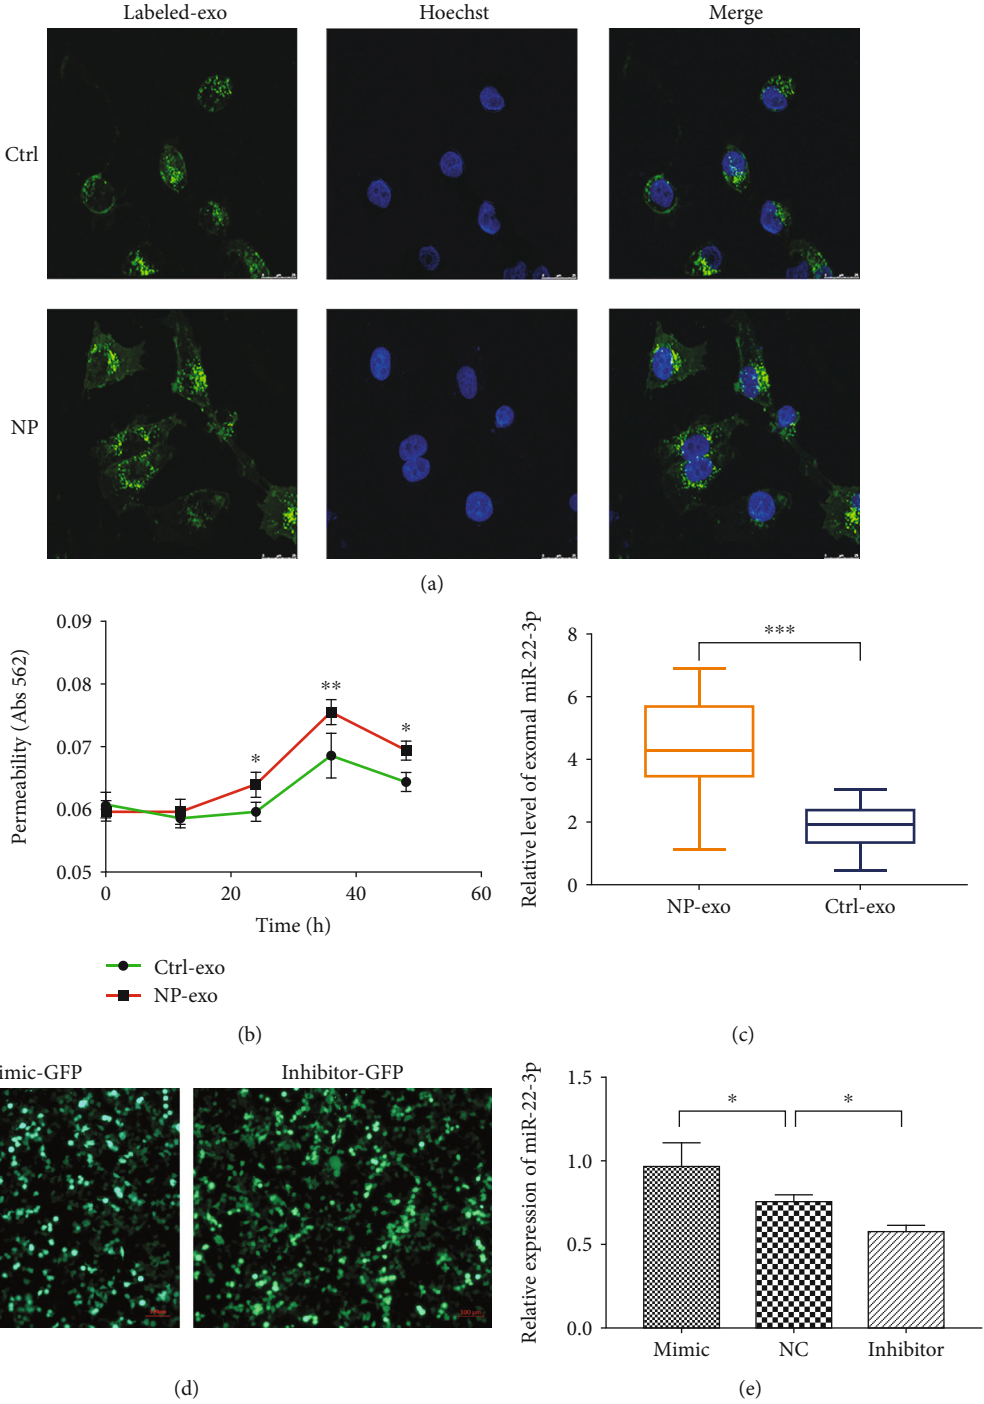 Labeled-exo Hoechst Merge
Ctrl
NP
(a)
0.09
0.08
0.07
0.06
0.05
Permeability (Abs 562)
* ** *
0 20 40 60
Time (h)
Ctrl-exo
NP-exo
(b)
8
6
4
2
0
Relative level of exomal miR-22-3p
***
NP-exo Ctrl-exo
(c)
imic-GFP Inhibitor-GFP
100 μm
(d)
1.5
1.0
0.5
0.0
Relative expression of miR-22-3p
* *
Mimic NC Inhibitor
(e)